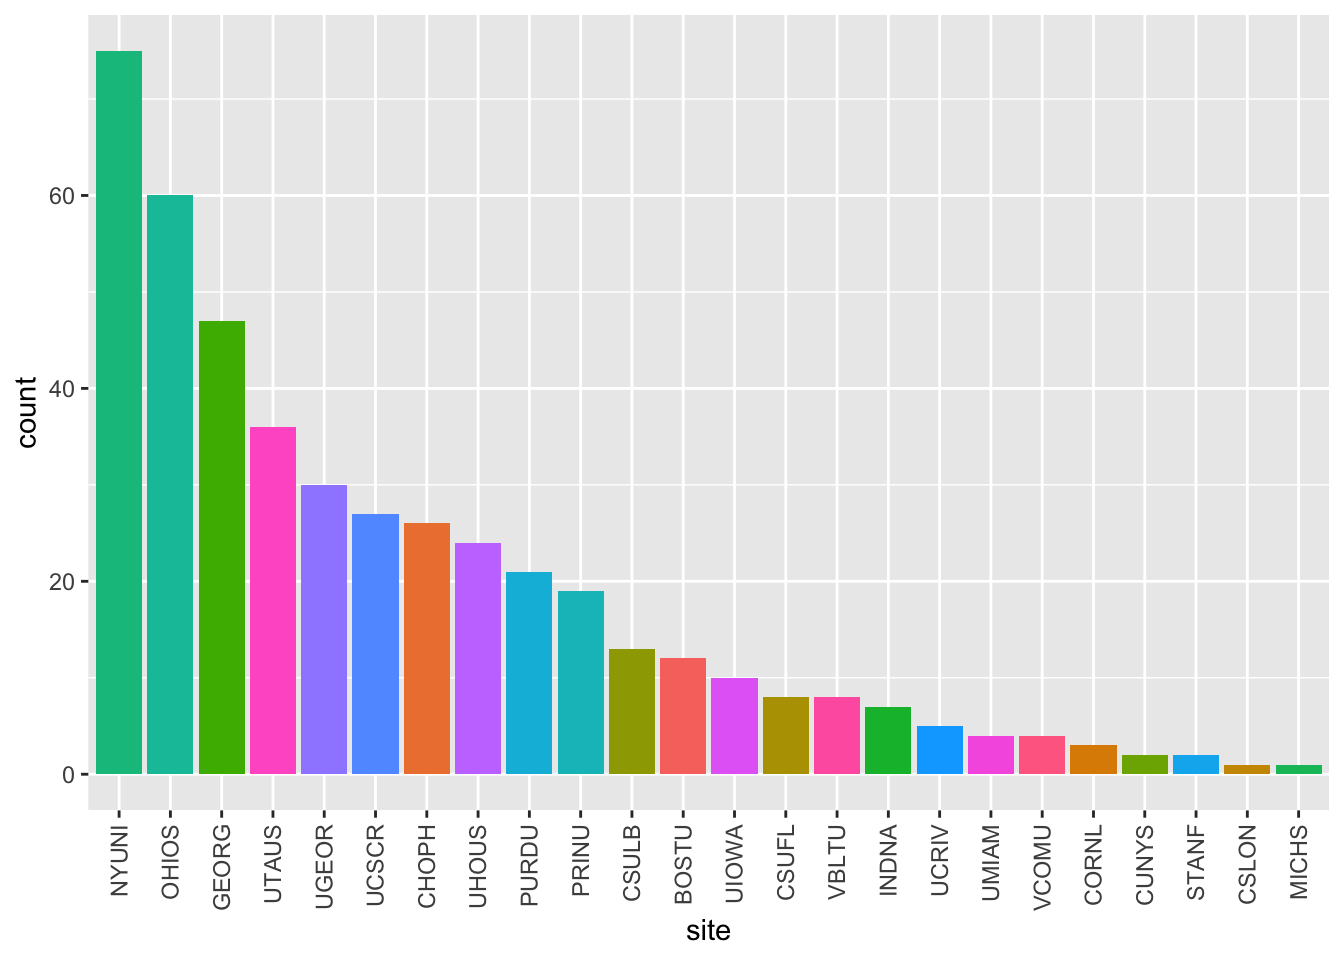 count
60
40
20
0
NYUNI
OHIOS
GEORG
UTAUS
UGEOR
UCSCR
CHOPH
UHOUS
PURDU
PRINU
CSULB
BOSTU
UIOWA
CSUFL
VBLTU
INDNA
UCRIV
UMIAM
VCOMU
CORNL
CUNYS
STANF
CSLON
MICHS
site